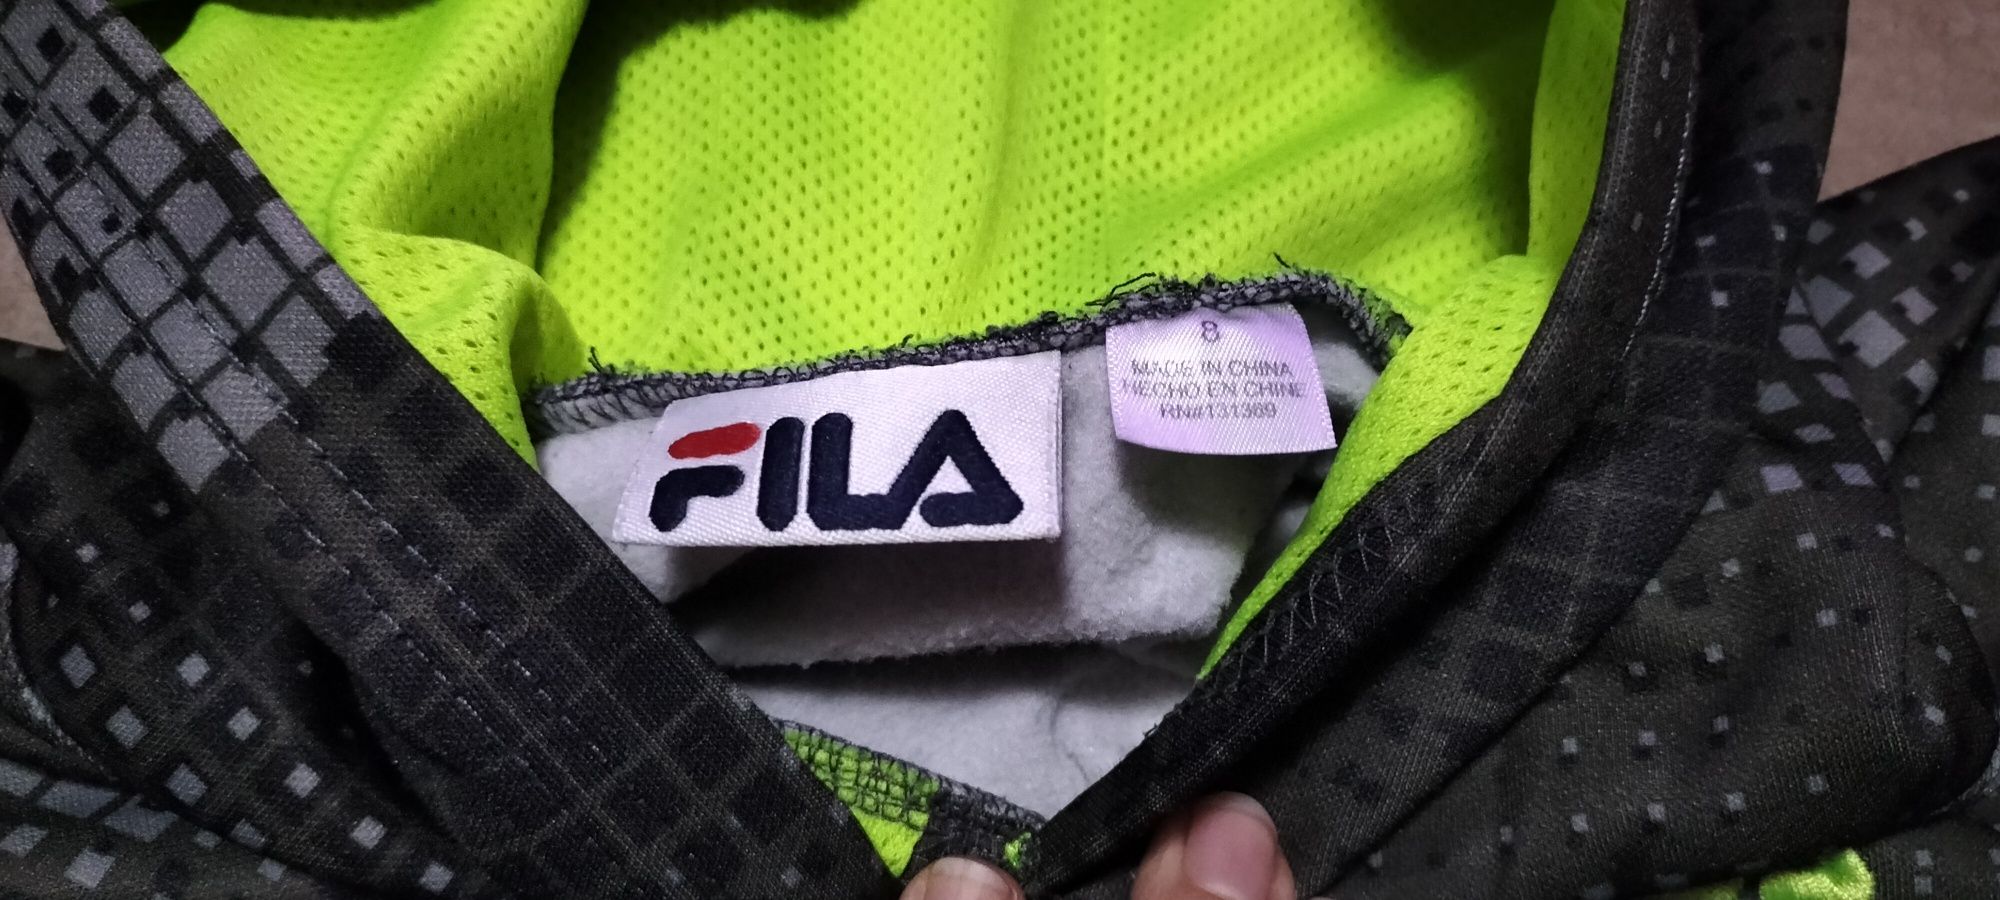 FILA
8
MADE IN CHINA
HECHO EN CHINE
RN#131369